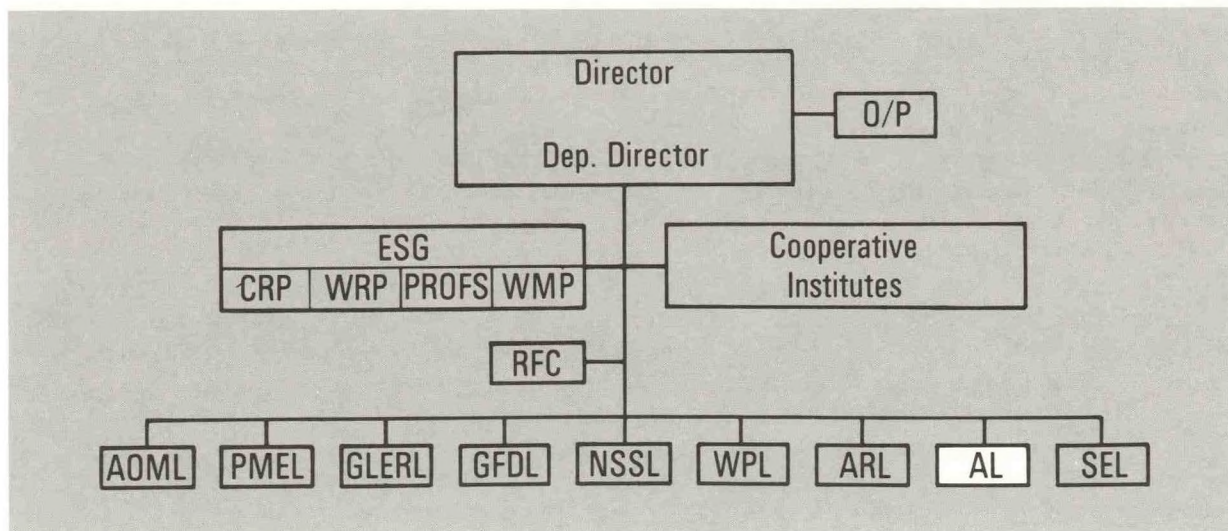 Director
O/P
Dep. Director
ESG
CRP WRP PROFS WMP
Cooperative
Institutes
RFC
AOML PMEL GLERL GFDL NSSL WPL ARL AL SEL